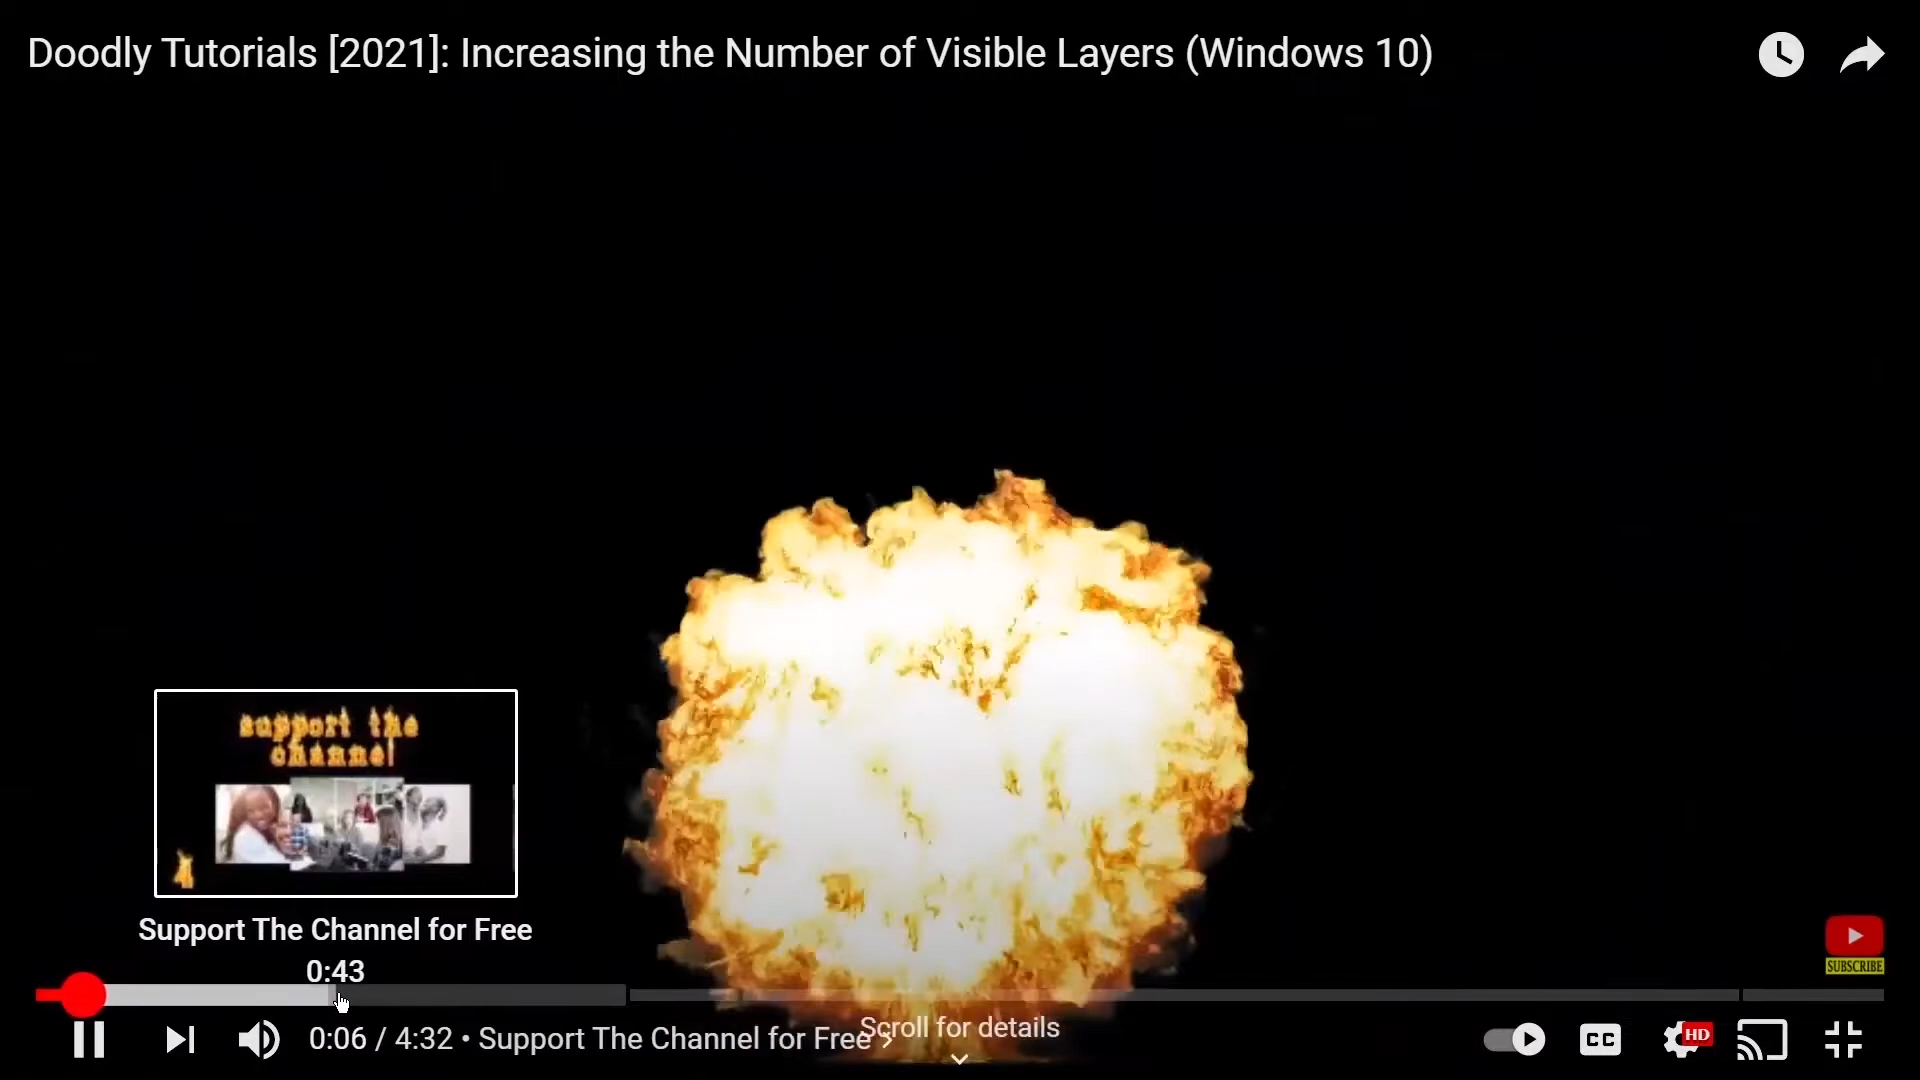 Doodly Tutorials [2021]: Increasing the Number of Visible Layers (Windows 10)
support the
channel
Support The Channel for Free
0:43
SUBSCRIBE
0:06 / 4:32 • Support The Channel for Free
Scroll for details
CC
HD